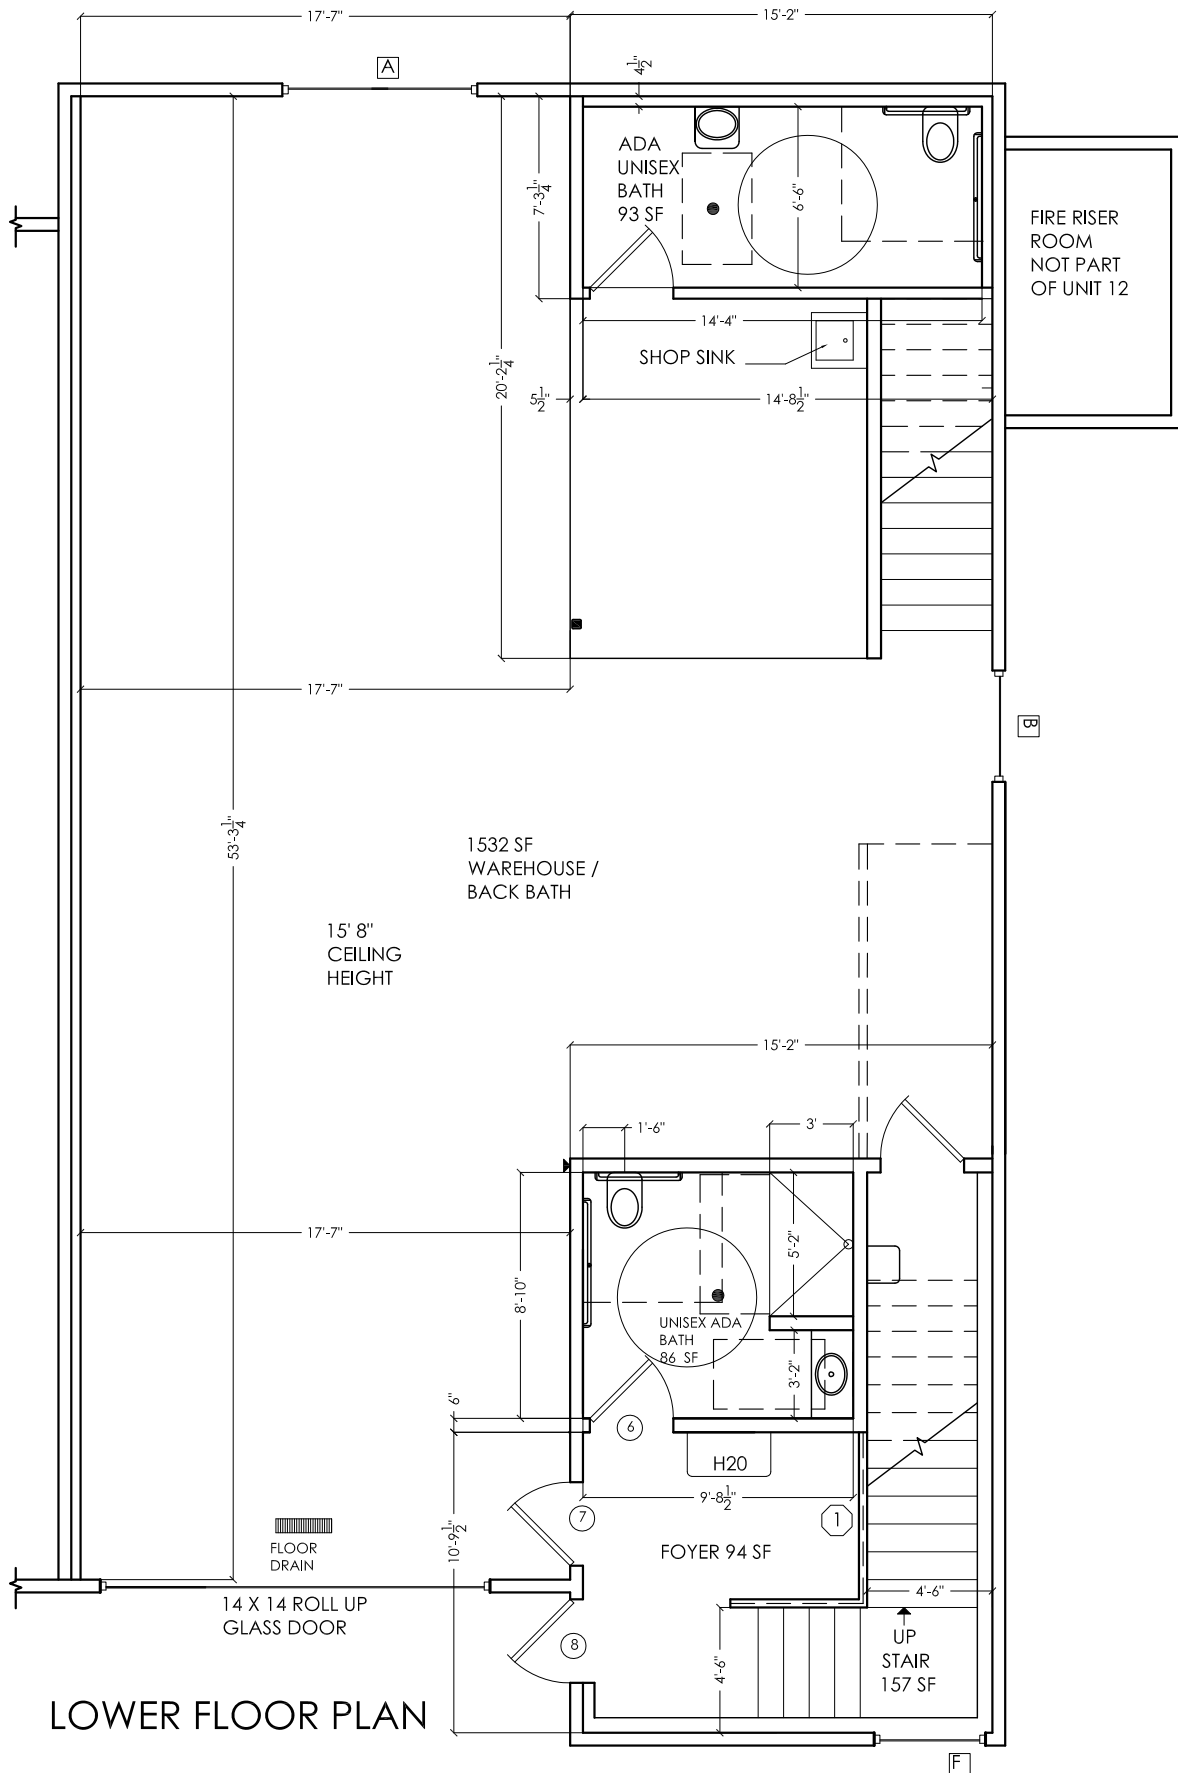 17'-7"
15'-2"
A
4 1/2"
ADA
UNISEX
BATH
93 SF
7'-3 1/4"
6'-6"
FIRE RISER
ROOM
NOT PART
OF UNIT 12
14'-4"
SHOP SINK
20'-2 1/4"
5 1/2"
14'-8 1/2"
17'-7"
B
53'-3 1/4"
1532 SF
WAREHOUSE /
BACK BATH
15' 8"
CEILING
HEIGHT
15'-2"
1'-6"
3'
17'-7"
5'-2"
8'-10"
UNISEX ADA
BATH
86 SF
3'-2"
6"
6
H20
9'-8 1/2"
7
1
10'-9 1/2"
FLOOR
DRAIN
FOYER 94 SF
4'-6"
14 X 14 ROLL UP
GLASS DOOR
8
4'-6"
UP
STAIR
157 SF
LOWER FLOOR PLAN
F